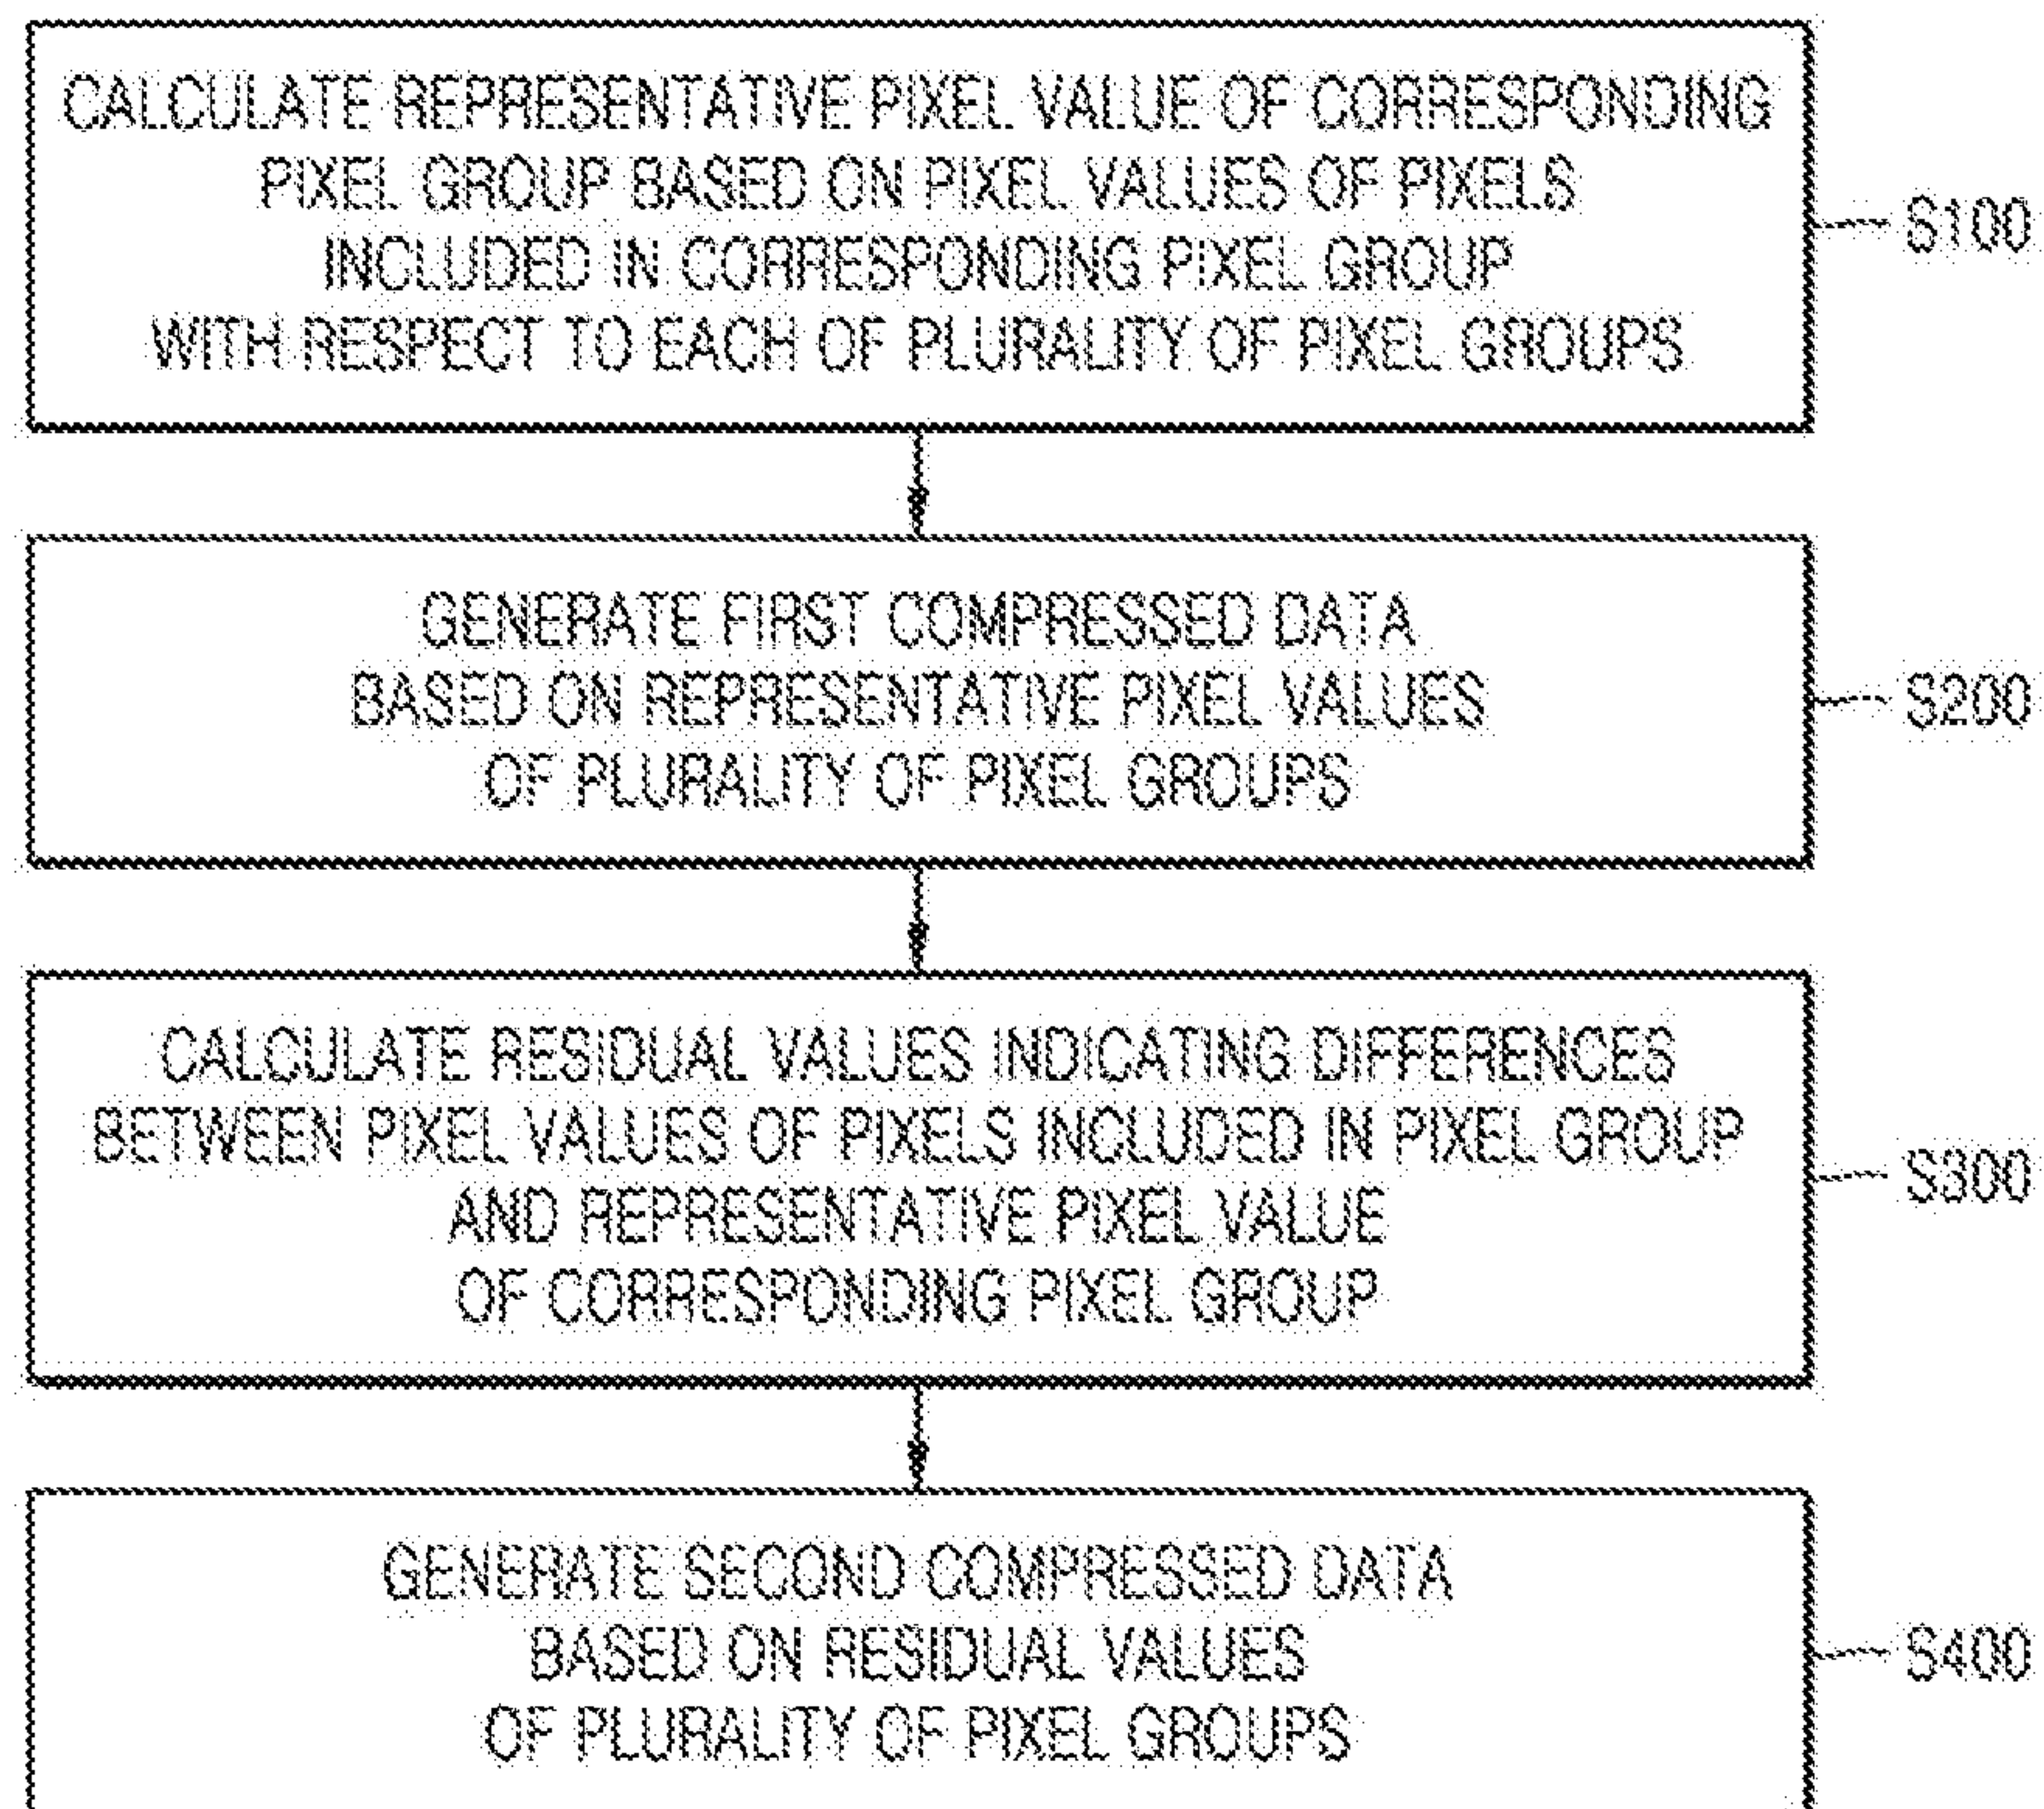 CALCULATE REPRESENTATIVE PIXEL VALUE OF CORRESPONDING
PIXEL GROUP BASED ON PIXEL VALUES OF PIXELS
INCLUDED IN CORRESPONDING PIXEL GROUP
WITH RESPECT TO EACH OF PLURALITY OF PIXEL GROUPS
S100
GENERATE FIRST COMPRESSED DATA
BASED ON REPRESENTATIVE PIXEL VALUES
OF PLURALITY OF PIXEL GROUPS
S200
CALCULATE RESIDUAL VALUES INDICATING DIFFERENCES
BETWEEN PIXEL VALUES OF PIXELS INCLUDED IN PIXEL GROUP
AND REPRESENTATIVE PIXEL VALUE
OF CORRESPONDING PIXEL GROUP
S300
GENERATE SECOND COMPRESSED DATA
BASED ON RESIDUAL VALUES
OF PLURALITY OF PIXEL GROUPS
S400